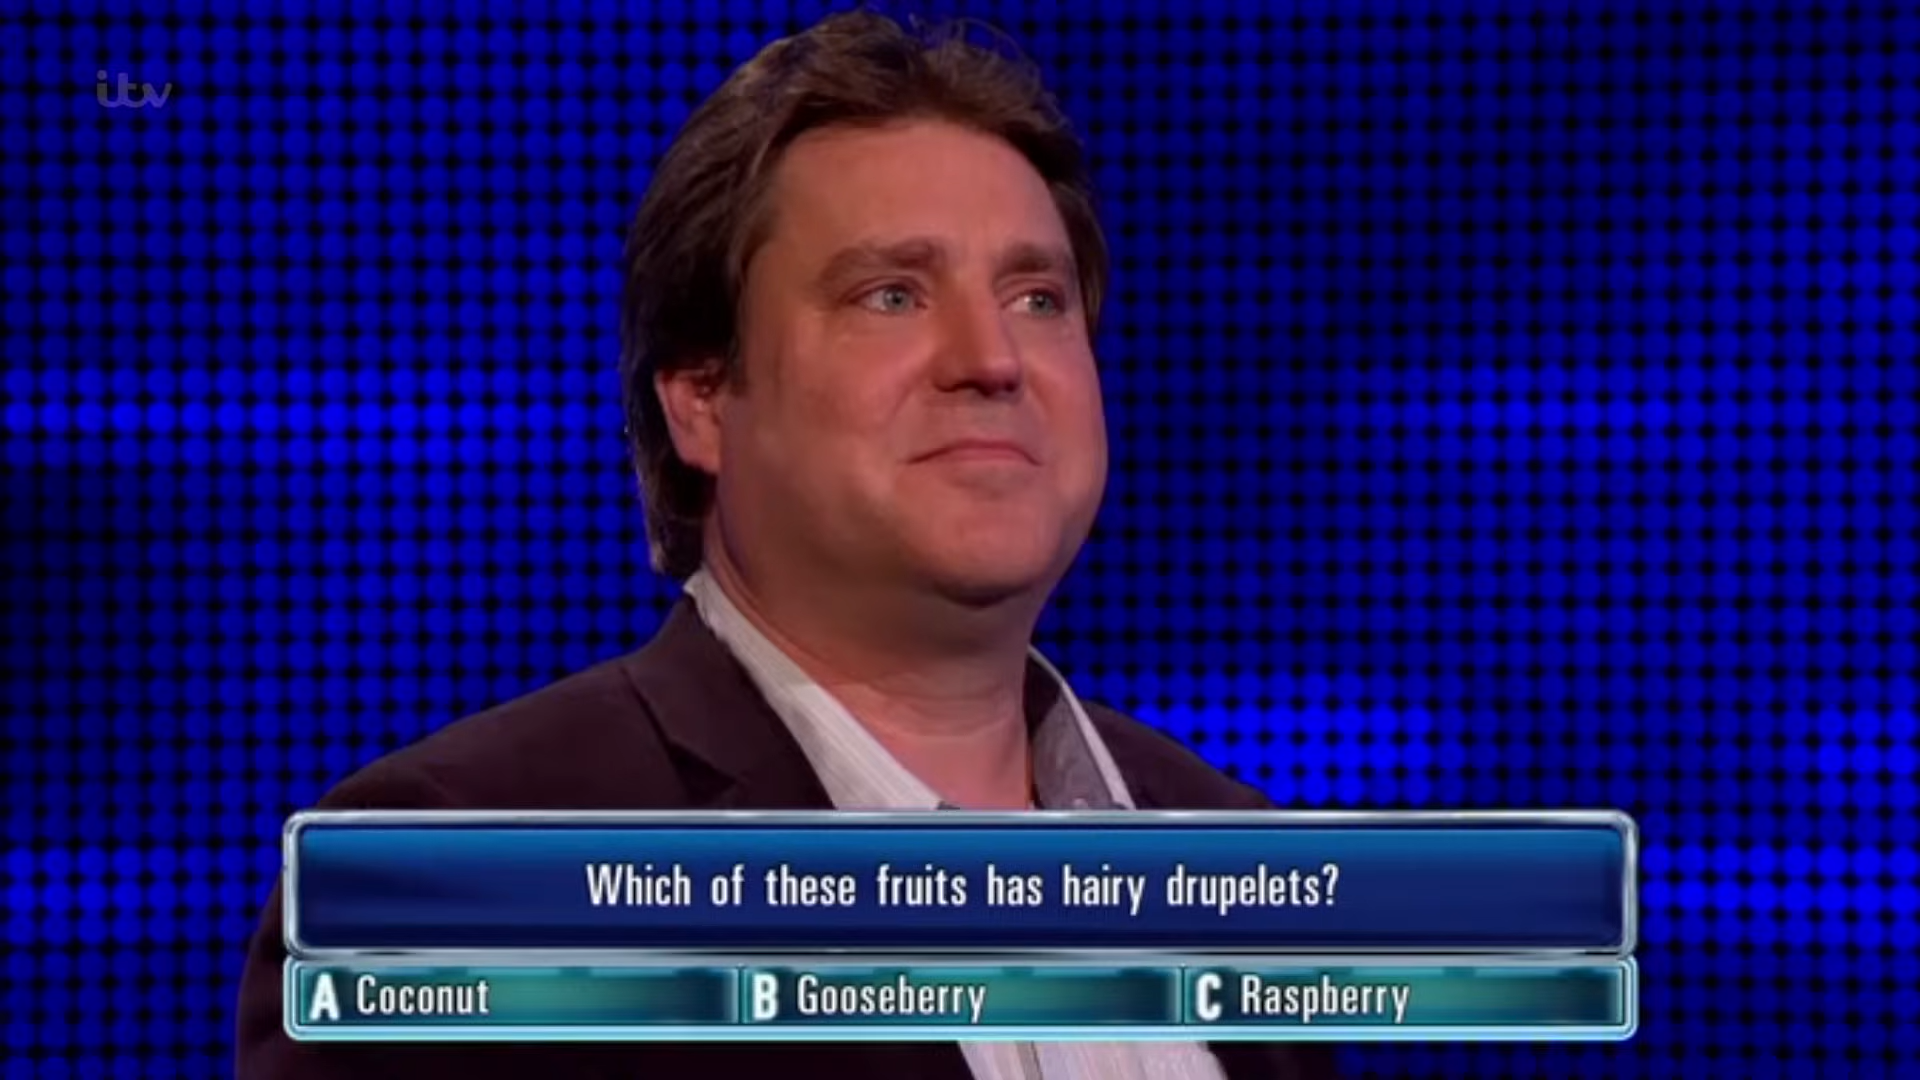 itv
Which of these fruits has hairy drupelets?
A Coconut
B Gooseberry
C Raspberry